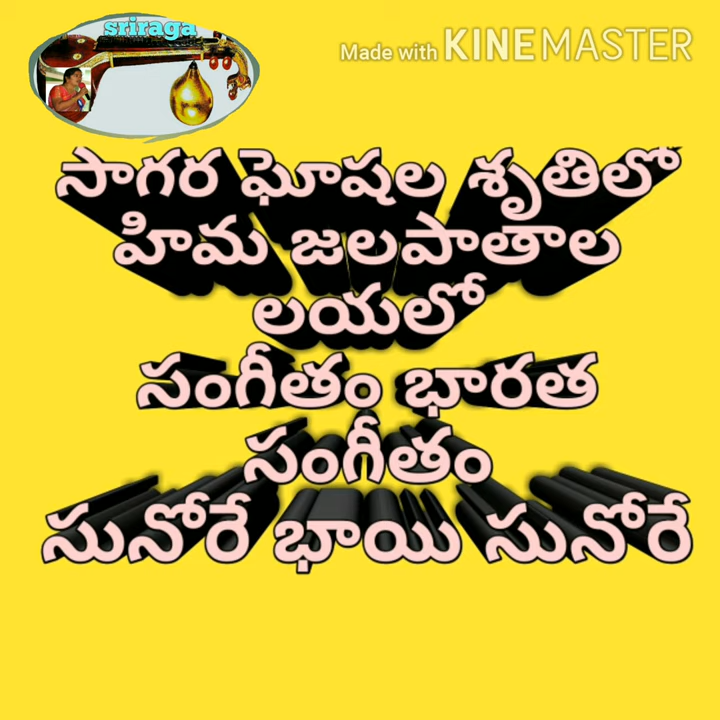 sriraga
Made with KINEMASTER
సాగర ఘోషల శృతిలో
హిమ జలపాతాల
లయలో
సంగీతం భారత
సంగీతం
సునోరే భాయి సునోరే